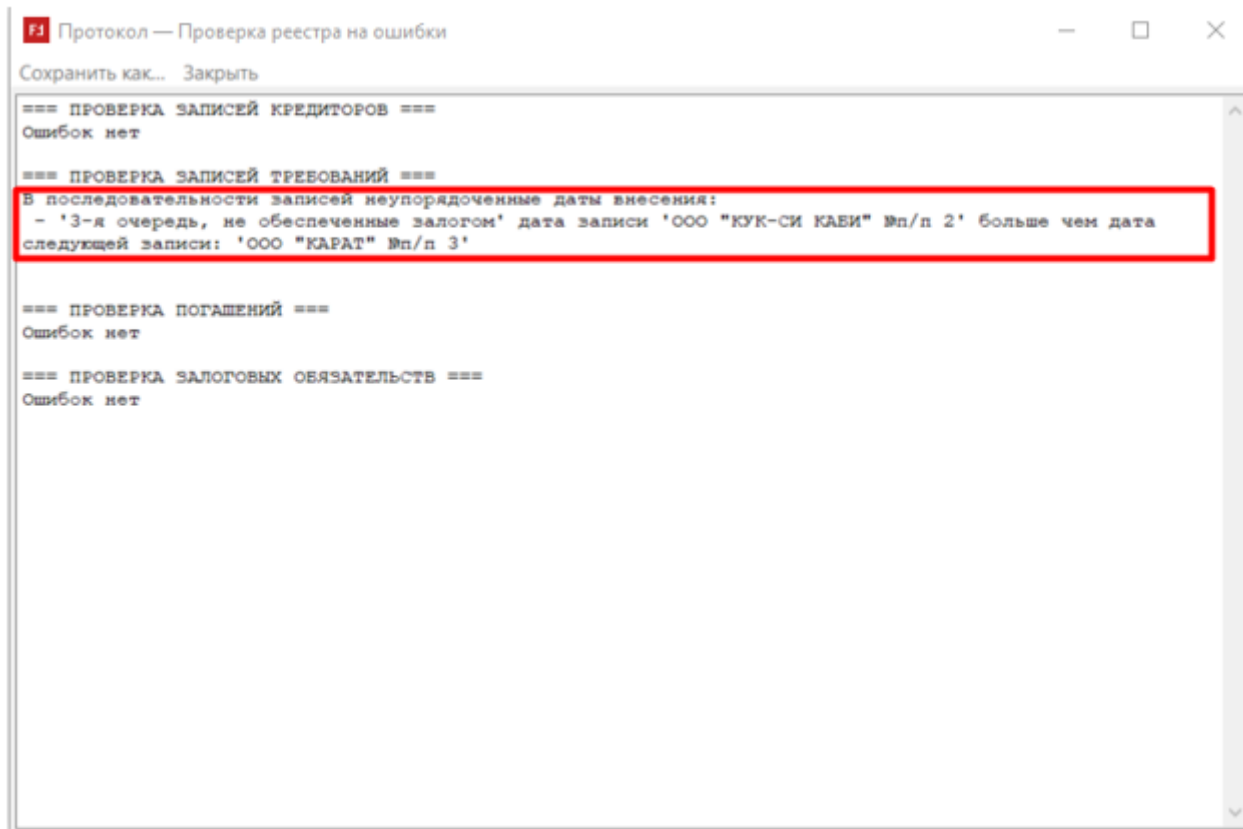 Протокол — Проверка реестра на ошибки
Сохранить как... Закрыть
=== ПРОВЕРКА ЗАПИСЕЙ КРЕДИТОРОВ ===
Ошибок нет
=== ПРОВЕРКА ЗАПИСЕЙ ТРЕБОВАНИЙ ===
В последовательности записей неупорядоченные даты внесения:
- '3-я очередь, не обеспеченные залогом' дата записи 'ООО "КУК-СИ КАБИ" №п/п 2' больше чем дата
следующей записи: 'ООО "КАРАТ" №п/п 3'
=== ПРОВЕРКА ПОГАШЕНИЙ ===
Ошибок нет
=== ПРОВЕРКА ЗАЛОГОВЫХ ОБЯЗАТЕЛЬСТВ ===
Ошибок нет